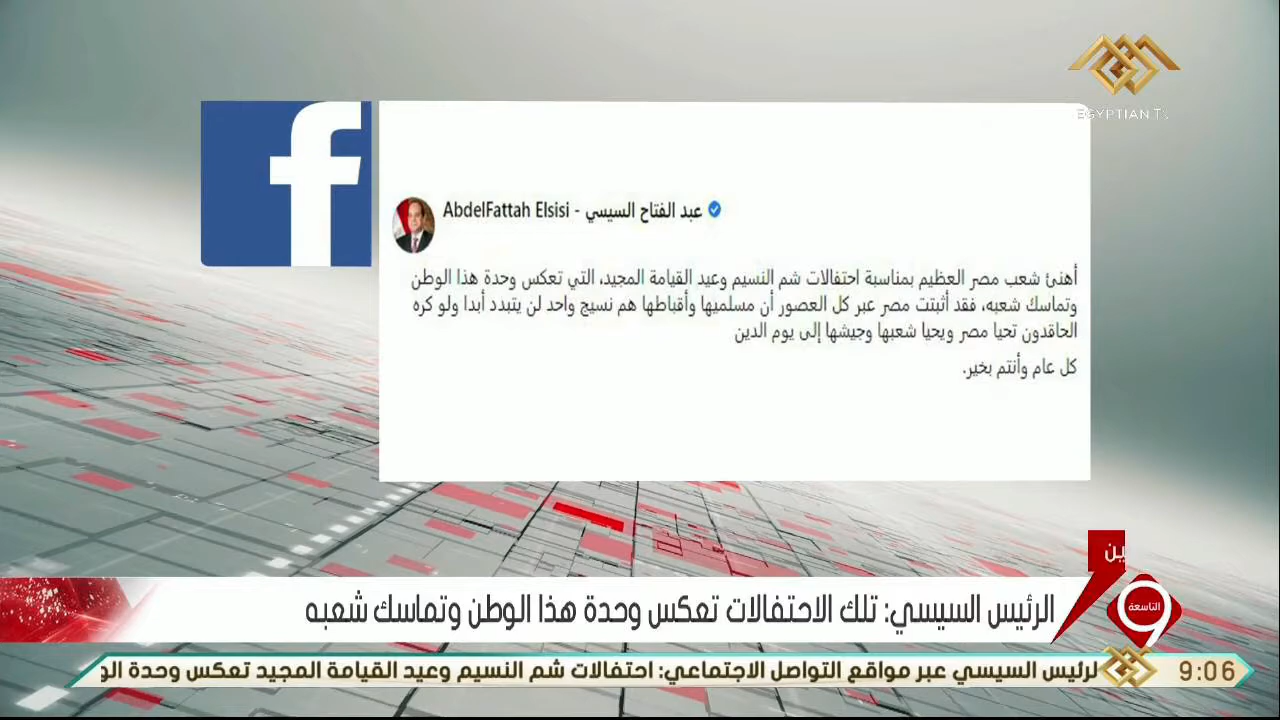 EGYPTIAN T
AbdelFattah Elsisi - عبد الفتاح السيسي
أهنئ شعب مصر العظيم بمناسبة احتفالات شم النسيم وعيد القيامة المجيد، التي تعكس وحدة هذا الوطن
وتماسك شعبه، فقد أثبتت مصر عبر كل العصور أن مسلميها وأقباطها هم نسيج واحد لن يتبدد أبدا ولو كره
الحاقدون تحيا مصر ويحيا شعبها وجيشها إلى يوم الدين
كل عام وأنتم بخير.
ين
التاسعة
9
الرئيس السيسي: تلك الاحتفالات تعكس وحدة هذا الوطن وتماسك شعبه
لرئيس السيسي عبر مواقع التواصل الاجتماعي: احتفالات شم النسيم وعيد القيامة المجيد تعكس وحدة الو
9:06